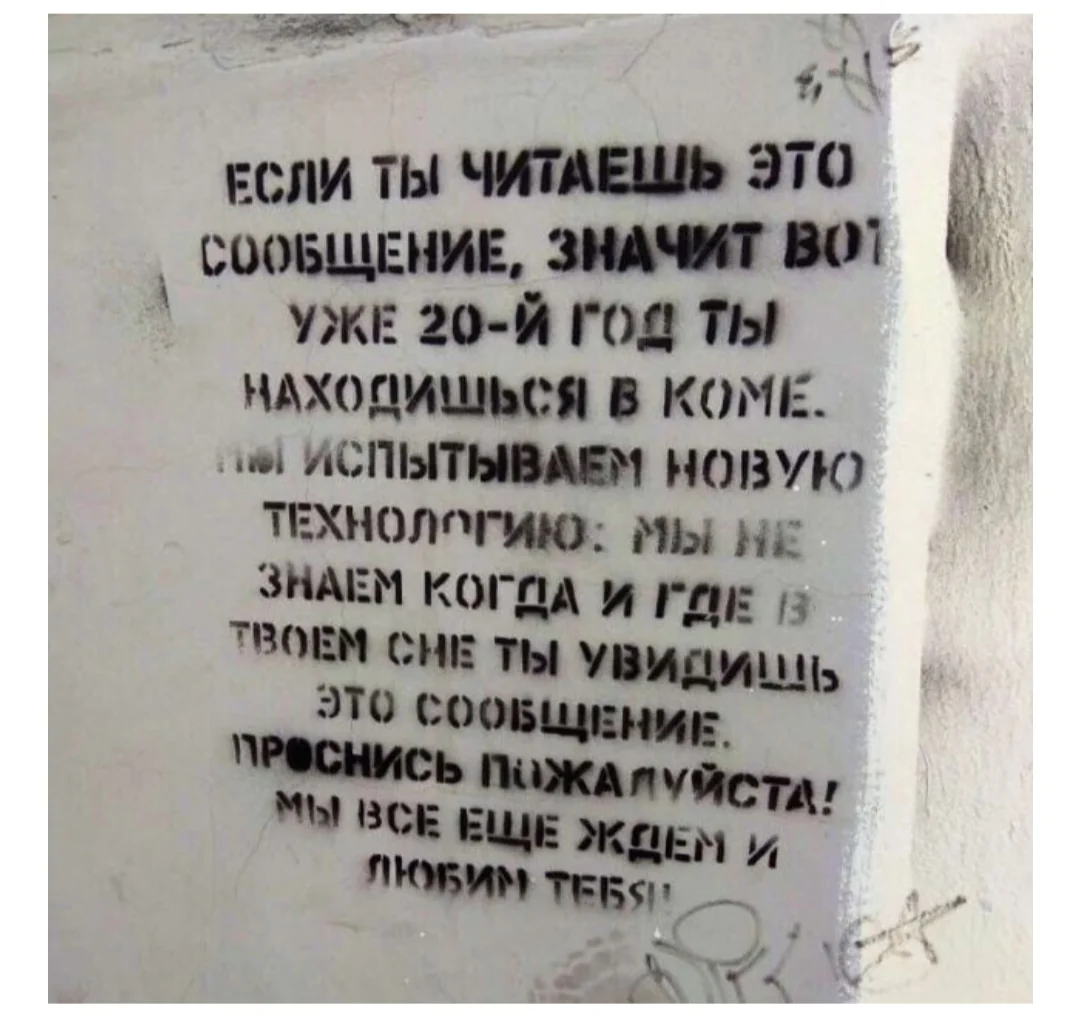 ЕСЛИ ТЫ ЧИТАЕШЬ ЭТО
СООБЩЕНИЕ, ЗНАЧИТ ВОТ
УЖЕ 20-Й ГОД ТЫ
НАХОДИШЬСЯ В КОМЕ.
МЫ ИСПЫТЫВАЕМ НОВУЮ
ТЕХНОЛОГИЮ: МЫ НЕ
ЗНАЕМ КОГДА И ГДЕ В
ТВОЕМ СНЕ ТЫ УВИДИШЬ
ЭТО СООБЩЕНИЕ.
ПРОСНИСЬ ПОЖАЛУЙСТА!
МЫ ВСЕ ЕЩЕ ЖДЕМ И
ЛЮБИМ ТЕБЯ!